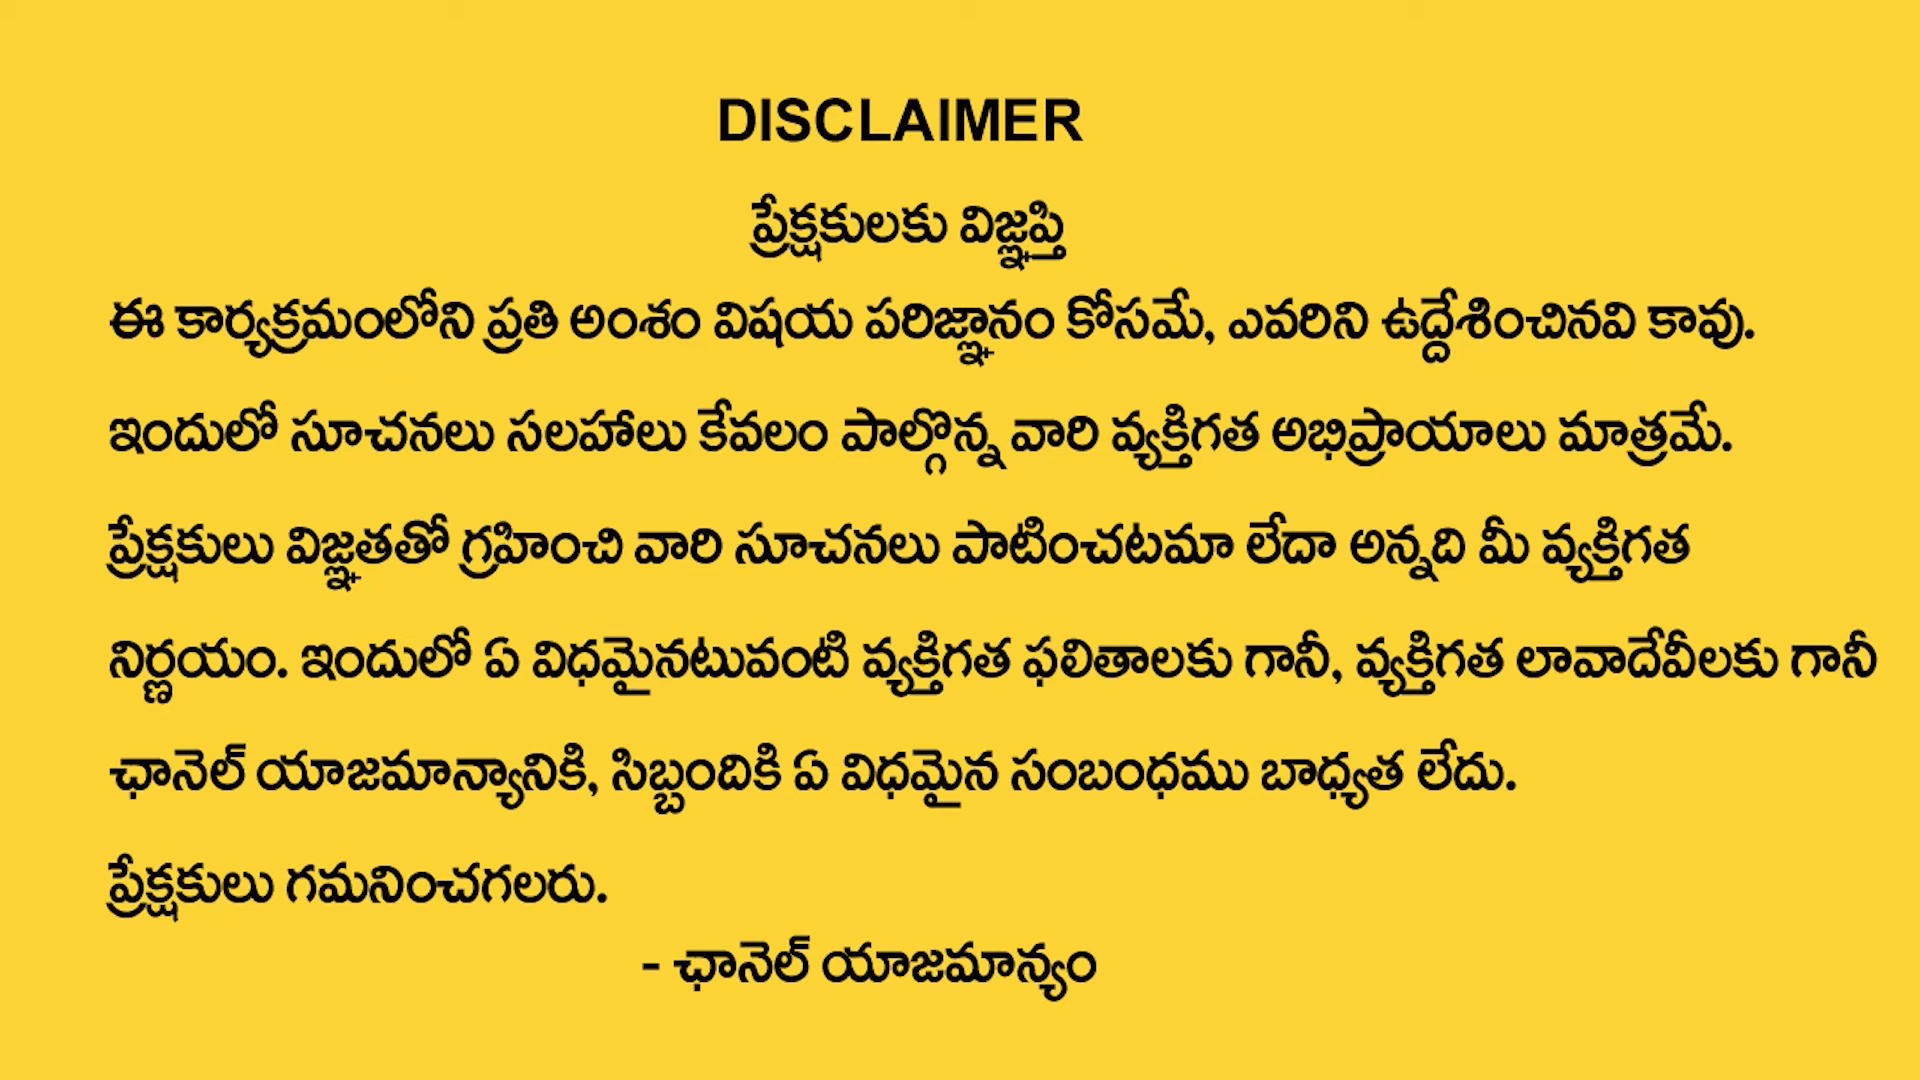 DISCLAIMER
ప్రేక్షకులకు విజ్ఞప్తి
ఈ కార్యక్రమంలోని ప్రతి అంశం విషయ పరిజ్ఞానం కోసమే, ఎవరిని ఉద్దేశించినవి కావు.
ఇందులో సూచనలు సలహాలు కేవలం పాల్గొన్న వారి వ్యక్తిగత అభిప్రాయాలు మాత్రమే.
ప్రేక్షకులు విజ్ఞతతో గ్రహించి వారి సూచనలు పాటించటమా లేదా అన్నది మీ వ్యక్తిగత
నిర్ణయం. ఇందులో ఏ విధమైనటువంటి వ్యక్తిగత ఫలితాలకు గానీ, వ్యక్తిగత లావాదేవీలకు గానీ
ఛానెల్ యాజమాన్యానికి, సిబ్బందికి ఏ విధమైన సంబంధము బాధ్యత లేదు.
ప్రేక్షకులు గమనించగలరు.
- ఛానెల్ యాజమాన్యం